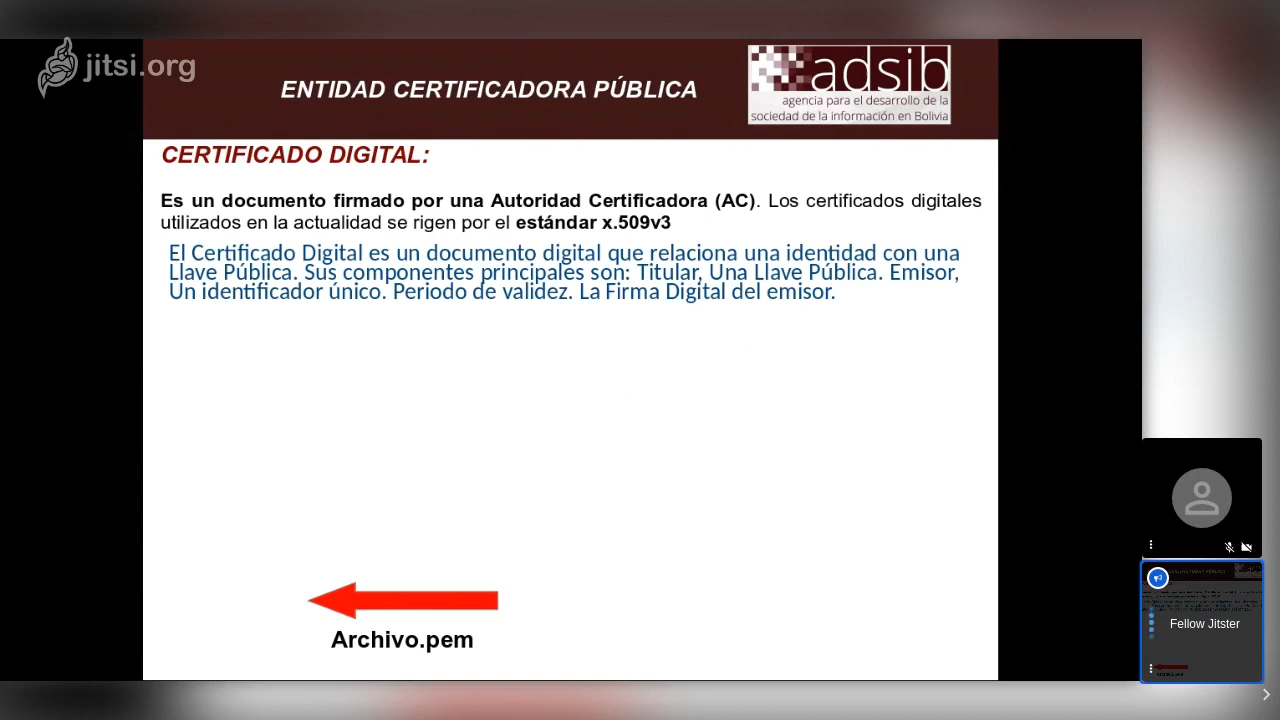 jitsi.org
ENTIDAD CERTIFICADORA PÚBLICA
adsib
agencia para el desarrollo de la
sociedad de la información en Bolivia
CERTIFICADO DIGITAL:
Es un documento firmado por una Autoridad Certificadora (AC). Los certificados digitales
utilizados en la actualidad se rigen por el estándar x.509v3
El Certificado Digital es un documento digital que relaciona una identidad con una
Llave Pública. Sus componentes principales son: Titular, Una Llave Pública. Emisor,
Un identificador único. Periodo de validez. La Firma Digital del emisor.
Archivo.pem
Fellow Jitster